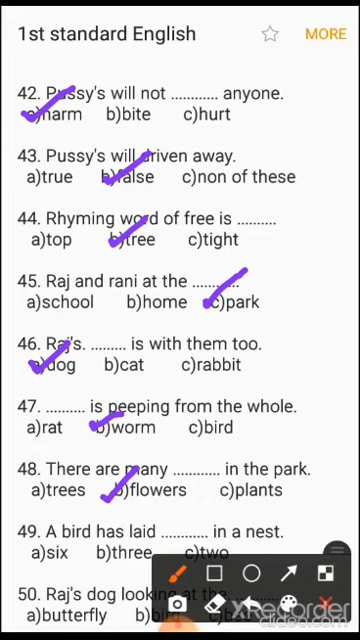 1st standard English
MORE
42. Pussy's will not ............ anyone.
a)harm b)bite c)hurt
43. Pussy's will driven away.
a)true b)false c)non of these
44. Rhyming word of free is ..........
a)top b)tree c)tight
45. Raj and rani at the ............
a)school b)home c)park
46. Raj's. ......... is with them too.
a)dog b)cat c)rabbit
47. .......... is peeping from the whole.
a)rat b)worm c)bird
48. There are many ............ in the park.
a)trees b)flowers c)plants
49. A bird has laid ............ in a nest.
a)six b)three c)two
50. Raj's dog looking at the
a)butterfly
XRecorder